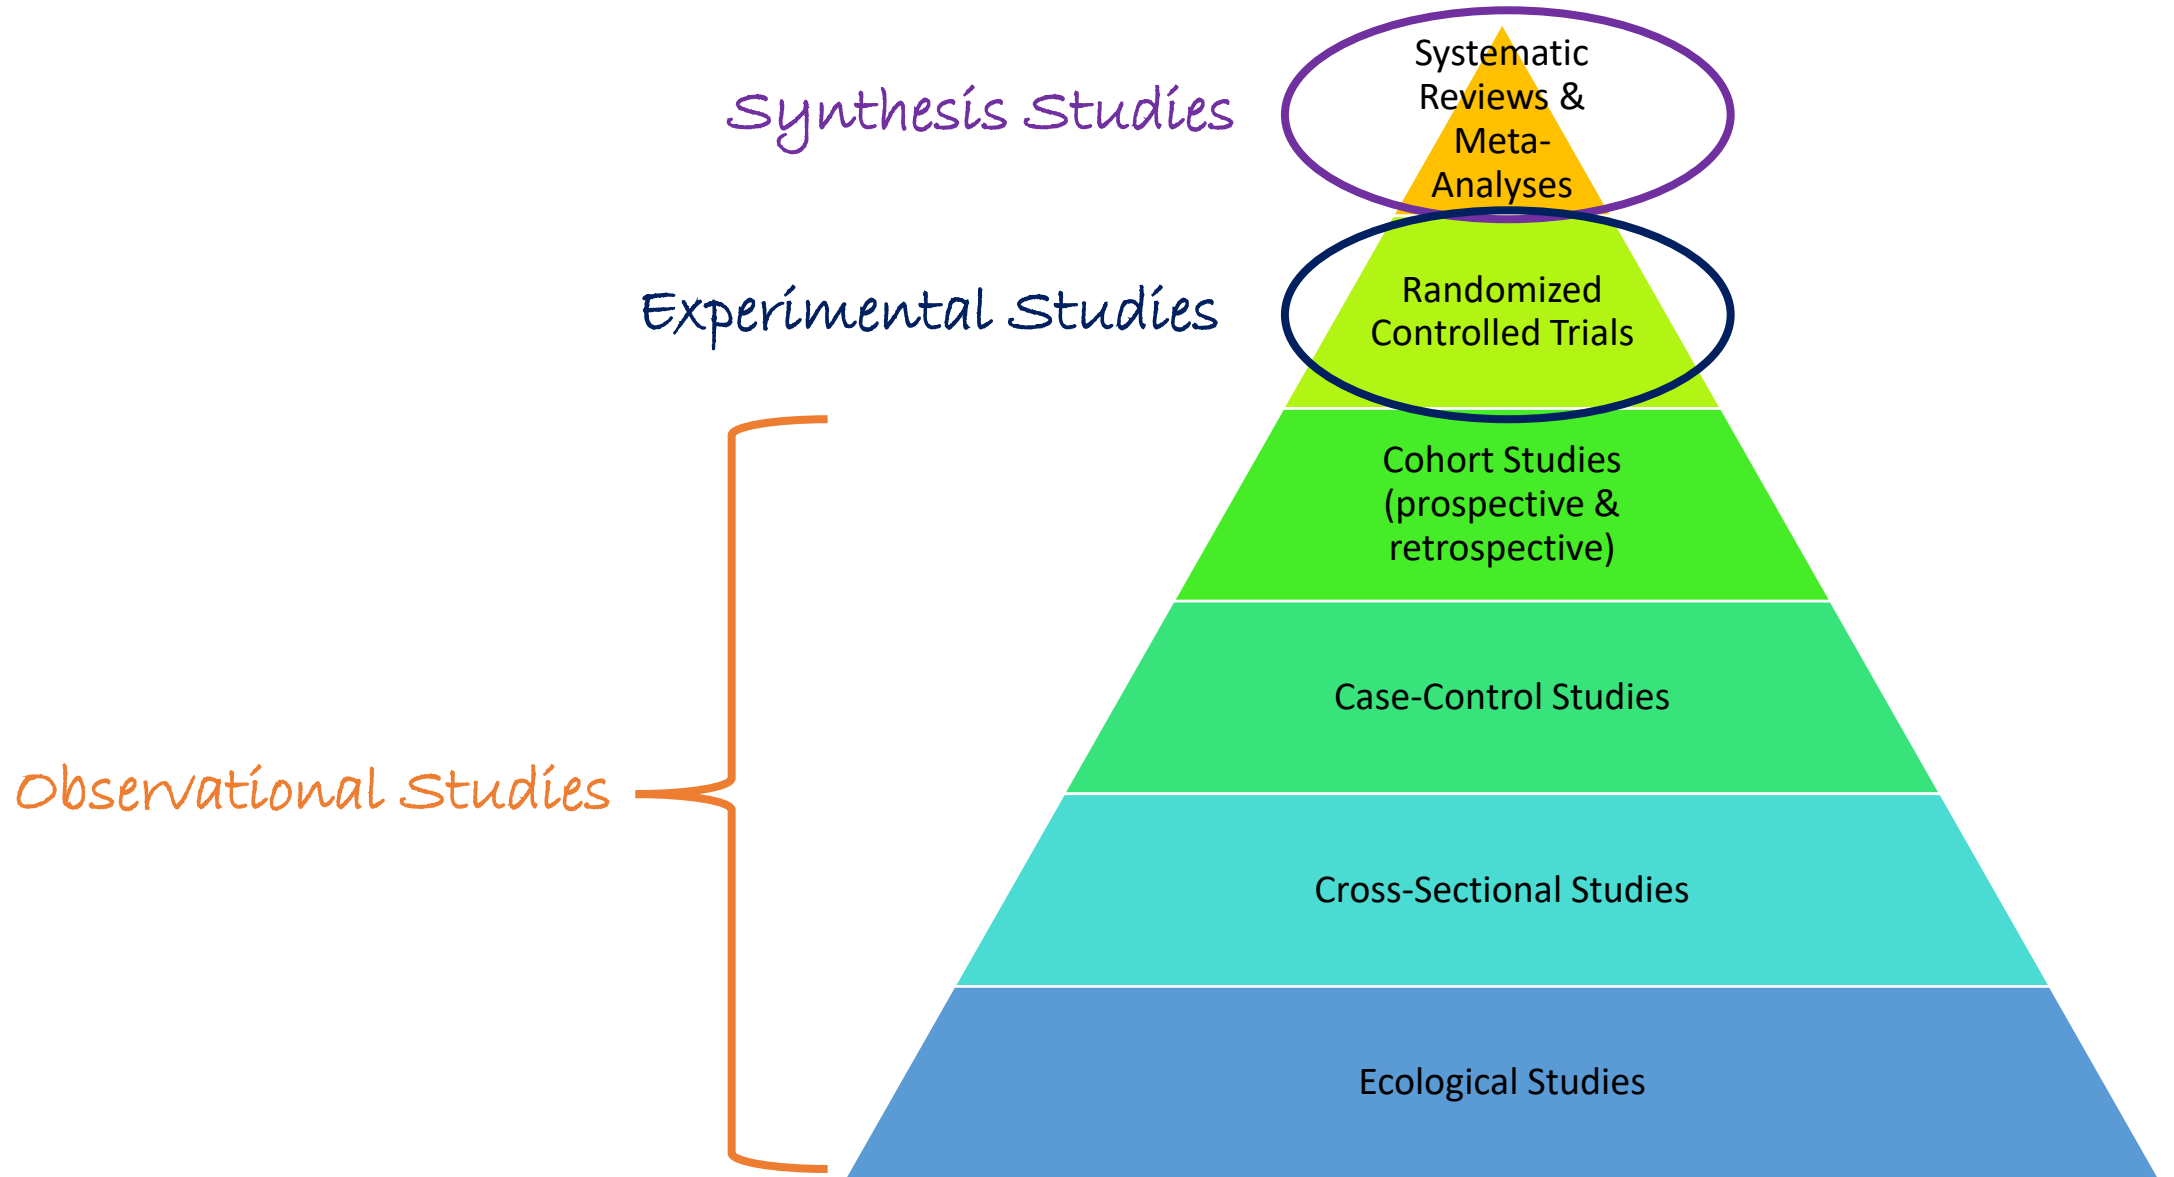 Systematic
Reviews &
Meta-
Analyses
Synthesis Studies
Randomized
Controlled Trials
Experimental Studies
Cohort Studies
(prospective &
retrospective)
Case-Control Studies
Observational Studies
Cross-Sectional Studies
Ecological Studies